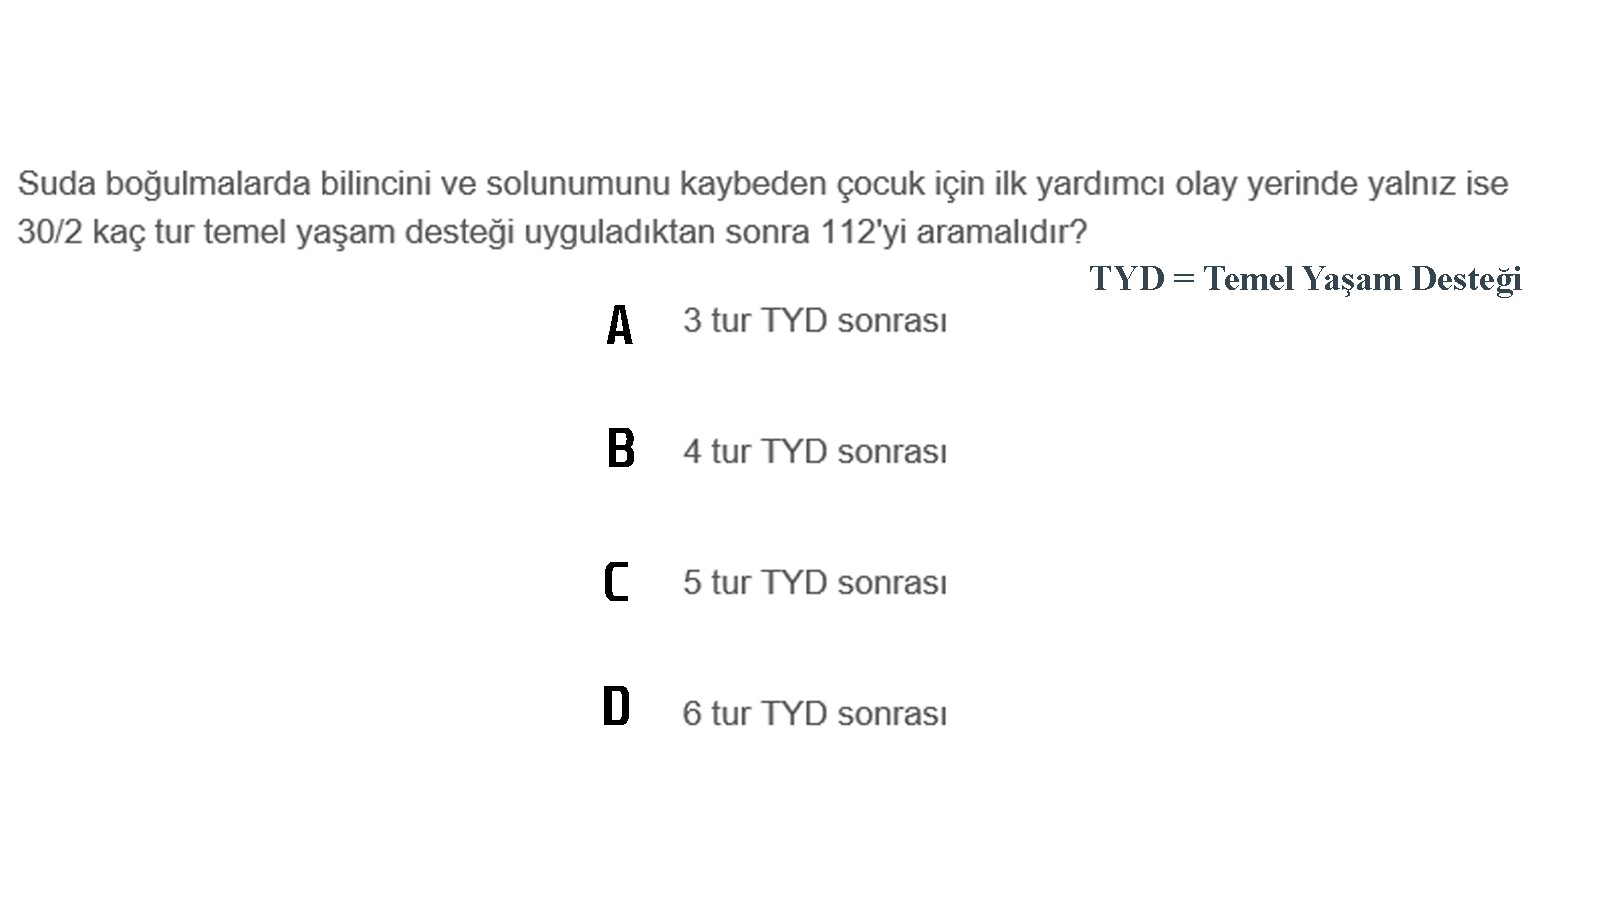 Suda boğulmalarda bilincini ve solunumunu kaybeden çocuk için ilk yardımcı olay yerinde yalnız ise
30/2 kaç tur temel yaşam desteği uyguladıktan sonra 112'yi aramalıdır?
TYD = Temel Yaşam Desteği
A 3 tur TYD sonrası
B 4 tur TYD sonrası
C 5 tur TYD sonrası
D 6 tur TYD sonrası